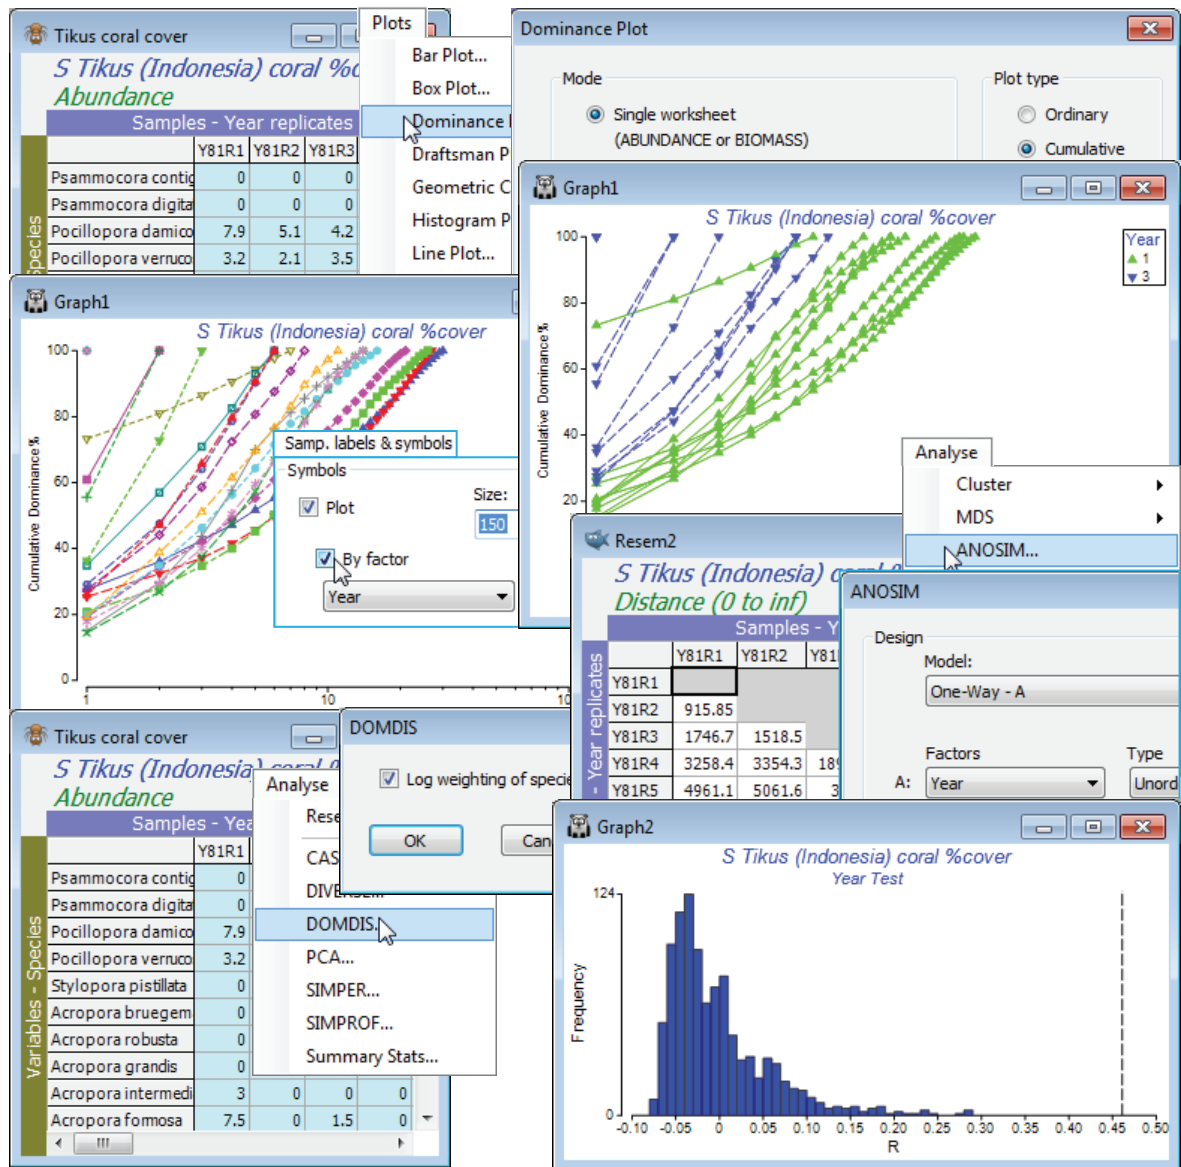 Tikus coral cover
S Tikus (Indonesia) coral %c
Abundance
Samples - Year replicates
Y81R1 Y81R2 Y81R3
Psammocora contig 0 0 0
Psammocora digita 0 0 0
Pocillopora damico 7.9 5.1 4.2
Pocillopora verruco 3.2 2.1 3.5
Species
Plots
Bar Plot...
Box Plot...
Dominance
Draftsman P
Geometric C
Histogram P
Line Plot...
Dominance Plot
Mode
Single worksheet
(ABUNDANCE or BIOMASS)
Plot type
Ordinary
Cumulative
Graph1
S Tikus (Indonesia) coral %cover
Cumulative Dominance%
100
80
60
40
20
Year
1
3
Graph1
S Tikus (Indonesia) coral %cover
Cumulative Dominance%
100
80
60
40
20
0
1 10 10
Samp. labels & symbols
Symbols
Plot
Size:
150
By factor
Year
Analyse
Cluster
MDS
ANOSIM...
Resem2
S Tikus (Indonesia) c
Distance (0 to inf)
Samples - Y
- Year replicates
Y81R1 Y81R2 Y81
Y81R1
Y81R2 915.85
Y81R3 1746.7 1518.5
Y81R4 3258.4 3354.3 189
Y81R5 4961.1 5061.6 3
ANOSIM
Design
Model:
One-Way - A
Factors
Type
A: Year
Unord
Tikus coral cover
S Tikus (Indonesia) coral %
Abundance
Samples - Yea
Variables - Species
Y81R1
Psammocora contig 0
Psammocora digita 0
Pocillopora damico 7.9
Pocillopora verruco 3.2
Stylopora pistillata 0
Acropora bruegem 0
Acropora robusta 0
Acropora grandis 0
Acropora intermedi 3 0 0 0
Acropora formosa 7.5 0 1.5 0
Analyse
Rese
CAS
DIVERSE...
DOMDIS...
PCA...
SIMPER...
SIMPROF...
Summary Stats...
DOMDIS
Log weighting of specie
OK
Can
Graph2
S Tikus (Indonesia) coral %cover
Year Test
Frequency
124
0
-0.10 -0.05 0 0.05 0.10 0.15 0.20 0.25 0.30 0.35 0.40 0.45 0.50
R